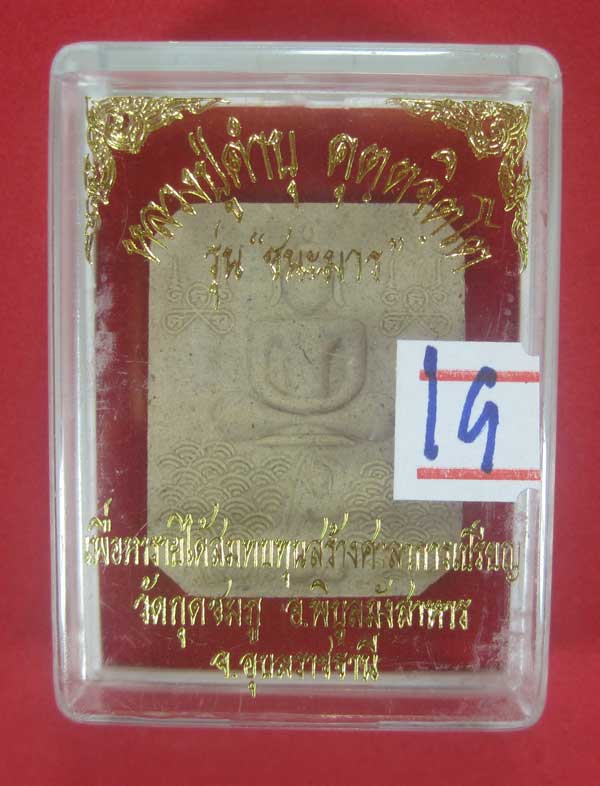 หลวงปู่คำบุ คุตฺตจิตฺโต
รุ่น "ชนะมาร"
19
เพื่อหารายได้สมทบทุนสร้างศาลาการเปรียญ
วัดกุดชมภู อ.พิบูลมังสาหาร
จ.อุบลราชธานี